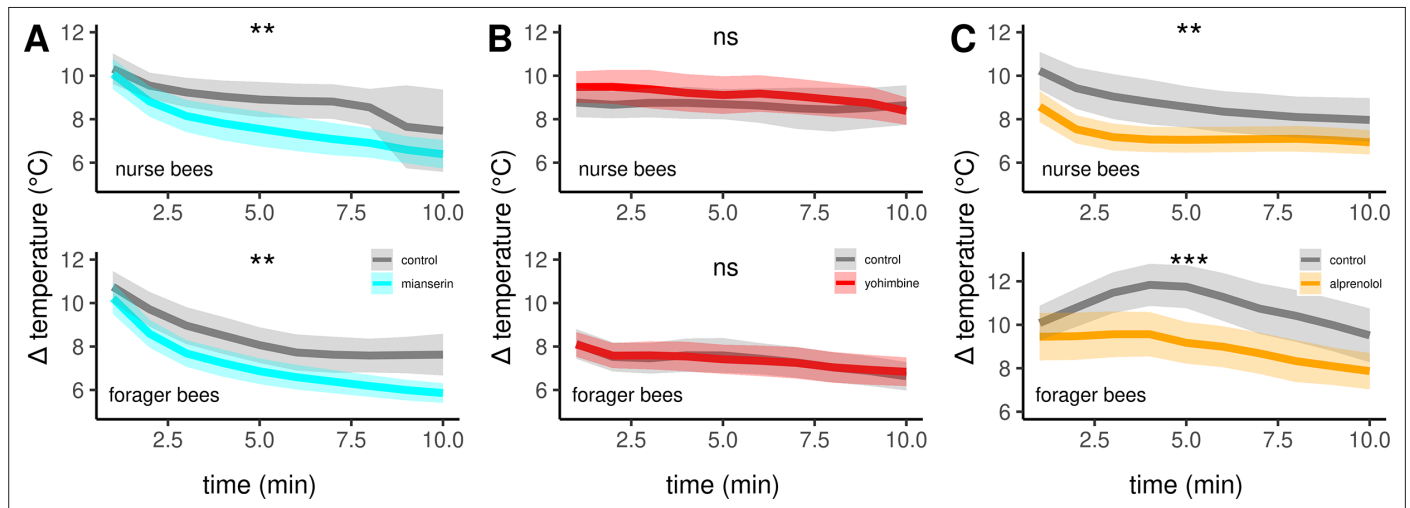 A
**
12
10
8
6
nurse bees
2.5 5.0 7.5 10.0
**
12
10
8
6
control
mianserin
forager bees
2.5 5.0 7.5 10.0
Δ temperature (°C)
time (min)
B
ns
12
10
8
6
nurse bees
2.5 5.0 7.5 10.0
ns
12
10
8
6
control
yohimbine
forager bees
2.5 5.0 7.5 10.0
Δ temperature (°C)
time (min)
C
**
12
10
8
6
nurse bees
2.5 5.0 7.5 10.0
***
12
10
8
6
control
alprenolol
forager bees
2.5 5.0 7.5 10.0
Δ temperature (°C)
time (min)